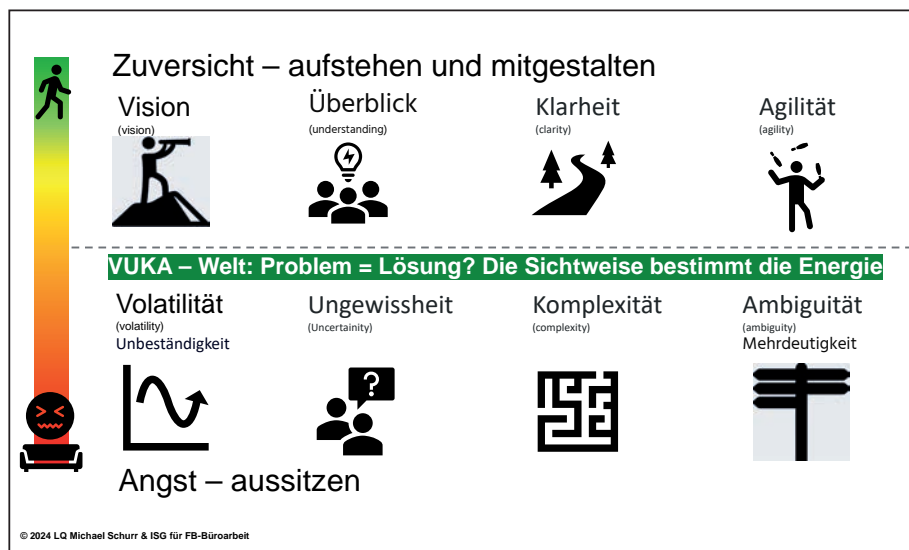 Zuversicht – aufstehen und mitgestalten
Vision
(vision)
Überblick
(understanding)
Klarheit
(clarity)
Agilität
(agility)
VUKA – Welt: Problem = Lösung? Die Sichtweise bestimmt die Energie
Volatilität
(volatility)
Unbeständigkeit
Ungewissheit
(Uncertainity)
?
Komplexität
(complexity)
Ambiguität
(ambiguity)
Mehrdeutigkeit
Angst – aussitzen
© 2024 LQ Michael Schurr & ISG für FB-Büroarbeit